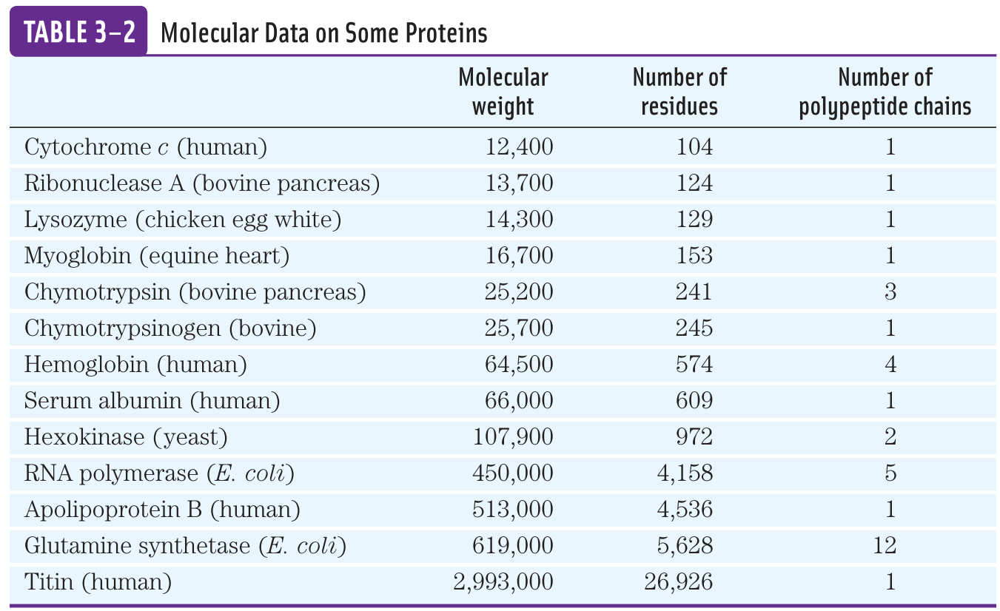 TABLE 3–2 Molecular Data on Some Proteins
Molecular weight Number of residues Number of polypeptide chains
Cytochrome c (human) 12,400 104 1
Ribonuclease A (bovine pancreas) 13,700 124 1
Lysozyme (chicken egg white) 14,300 129 1
Myoglobin (equine heart) 16,700 153 1
Chymotrypsin (bovine pancreas) 25,200 241 3
Chymotrypsinogen (bovine) 25,700 245 1
Hemoglobin (human) 64,500 574 4
Serum albumin (human) 66,000 609 1
Hexokinase (yeast) 107,900 972 2
RNA polymerase (E. coli) 450,000 4,158 5
Apolipoprotein B (human) 513,000 4,536 1
Glutamine synthetase (E. coli) 619,000 5,628 12
Titin (human) 2,993,000 26,926 1